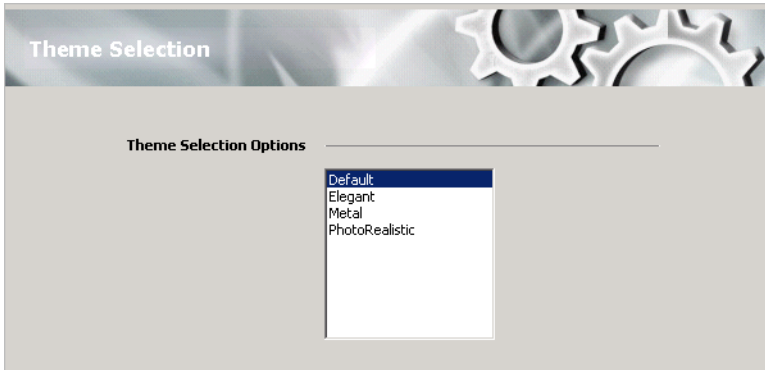 Theme Selection
Theme Selection Options
Default
Elegant
Metal
PhotoRealistic